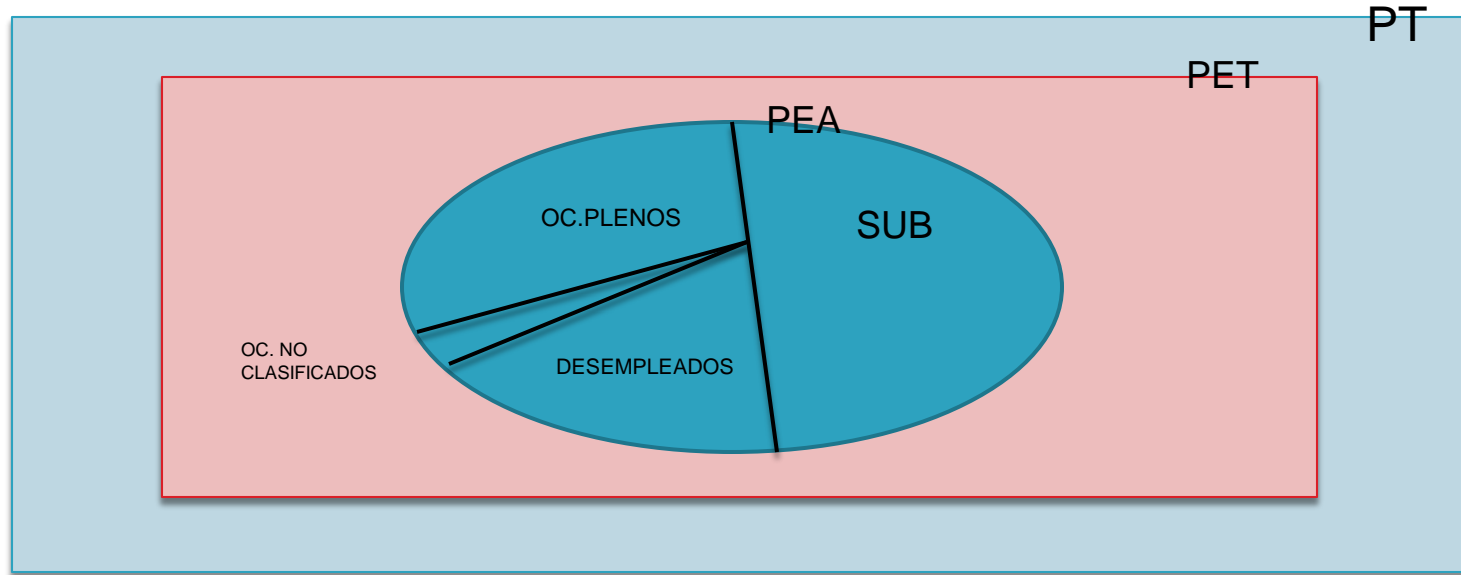 PT
PET
PEA
OC.PLENOS
SUB
OC. NO
CLASIFICADOS
DESEMPLEADOS